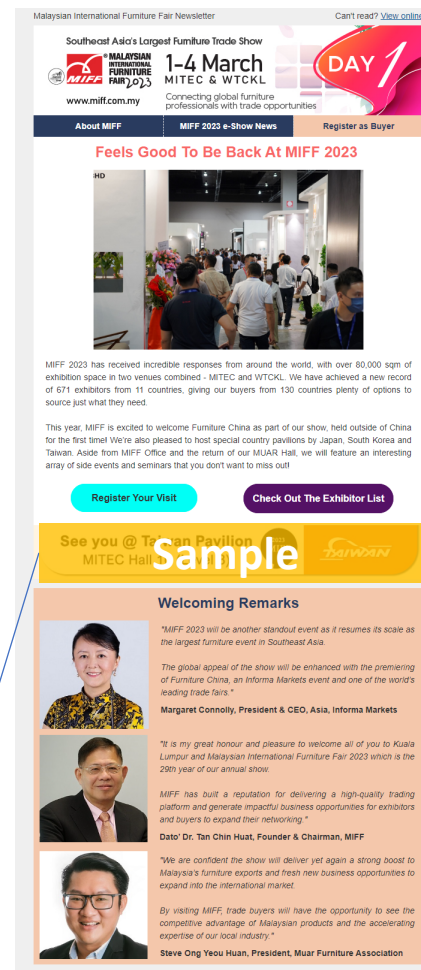 Malaysian International Furniture Fair Newsletter
Can't read? View online
Southeast Asia's Largest Furniture Trade Show
MIFF
MALAYSIAN
INTERNATIONAL
FURNITURE
FAIR 2023
1-4 March
MITEC & WTCKL
www.miff.com.my
Connecting global furniture
professionals with trade opportunities
DAY 1
About MIFF
MIFF 2023 e-Show News
Register as Buyer
Feels Good To Be Back At MIFF 2023
HD
MIFF 2023 has received incredible responses from around the world, with over 80,000 sqm of
exhibition space in two venues combined - MITEC and WTCKL. We have achieved a new record
of 671 exhibitors from 11 countries, giving our buyers from 130 countries plenty of options to
source just what they need.
This year, MIFF is excited to welcome Furniture China as part of our show, held outside of China
for the first time! We're also pleased to host special country pavilions by Japan, South Korea and
Taiwan. Aside from MIFF Office and the return of our MUAR Hall, we will feature an interesting
array of side events and seminars that you don't want to miss out!
Register Your Visit
Check Out The Exhibitor List
See you @ Taiwan Pavilion
MITEC Hall
Sample
TAIWAN
Welcoming Remarks
"MIFF 2023 will be another standout event as it resumes its scale as
the largest furniture event in Southeast Asia.
The global appeal of the show will be enhanced with the premiering
of Furniture China, an Informa Markets event and one of the world's
leading trade fairs."
Margaret Connolly, President & CEO, Asia, Informa Markets
"It is my great honour and pleasure to welcome all of you to Kuala
Lumpur and Malaysian International Furniture Fair 2023 which is the
29th year of our annual show.
MIFF has built a reputation for delivering a high-quality trading
platform and generate impactful business opportunities for exhibitors
and buyers to expand their networking."
Dato' Dr. Tan Chin Huat, Founder & Chairman, MIFF
"We are confident the show will deliver yet again a strong boost to
Malaysia's furniture exports and fresh new business opportunities to
expand into the international market.
By visiting MIFF, trade buyers will have the opportunity to see the
competitive advantage of Malaysian products and the accelerating
expertise of our local industry."
Steve Ong Yeou Huan, President, Muar Furniture Association